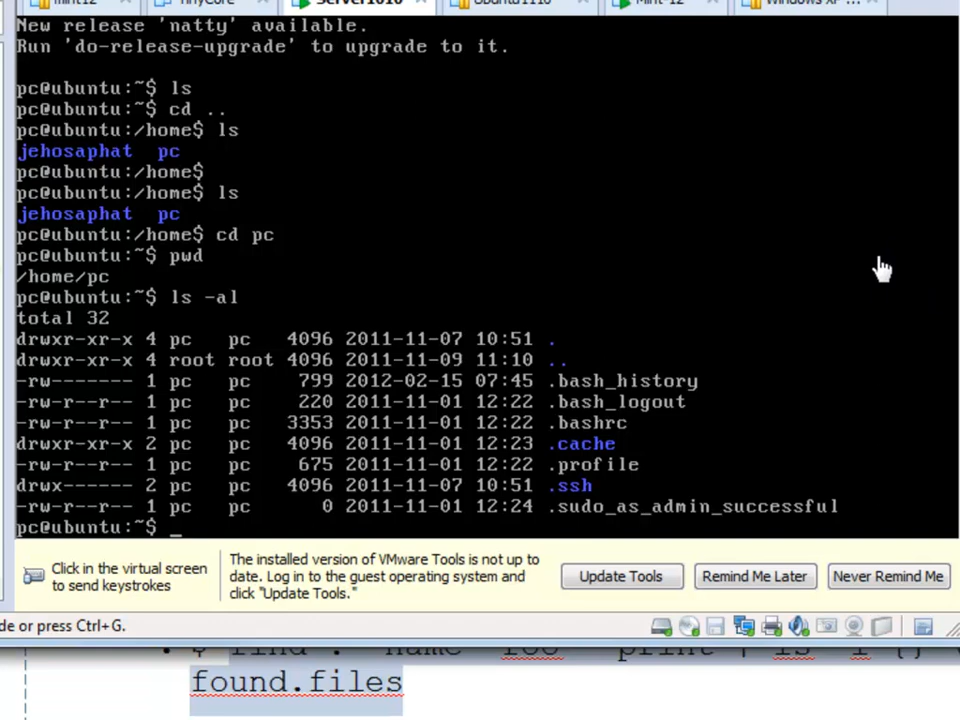 mint12 TinyCore Server1010 Ubuntu1110 Mint-12 Windows XP ...
New release 'natty' available.
Run 'do-release-upgrade' to upgrade to it.
pc@ubuntu:~$ ls
pc@ubuntu:~$ cd ..
pc@ubuntu:/home$ ls
jehosaphat pc
pc@ubuntu:/home$
pc@ubuntu:/home$ ls
jehosaphat pc
pc@ubuntu:/home$ cd pc
pc@ubuntu:~$ pwd
/home/pc
pc@ubuntu:~$ ls -al
total 32
drwxr-xr-x 4 pc pc 4096 2011-11-07 10:51 .
drwxr-xr-x 4 root root 4096 2011-11-09 11:10 ..
-rw------- 1 pc pc 799 2012-02-15 07:45 .bash_history
-rw-r--r-- 1 pc pc 220 2011-11-01 12:22 .bash_logout
-rw-r--r-- 1 pc pc 3353 2011-11-01 12:22 .bashrc
drwxr-xr-x 2 pc pc 4096 2011-11-01 12:23 .cache
-rw-r--r-- 1 pc pc 675 2011-11-01 12:22 .profile
drwx------ 2 pc pc 4096 2011-11-07 10:51 .ssh
-rw-r--r-- 1 pc pc 0 2011-11-01 12:24 .sudo_as_admin_successful
pc@ubuntu:~$ _
Click in the virtual screen
to send keystrokes
The installed version of VMware Tools is not up to
date. Log in to the guest operating system and
click "Update Tools."
Update Tools Remind Me Later Never Remind Me
de or press Ctrl+G.
found.files